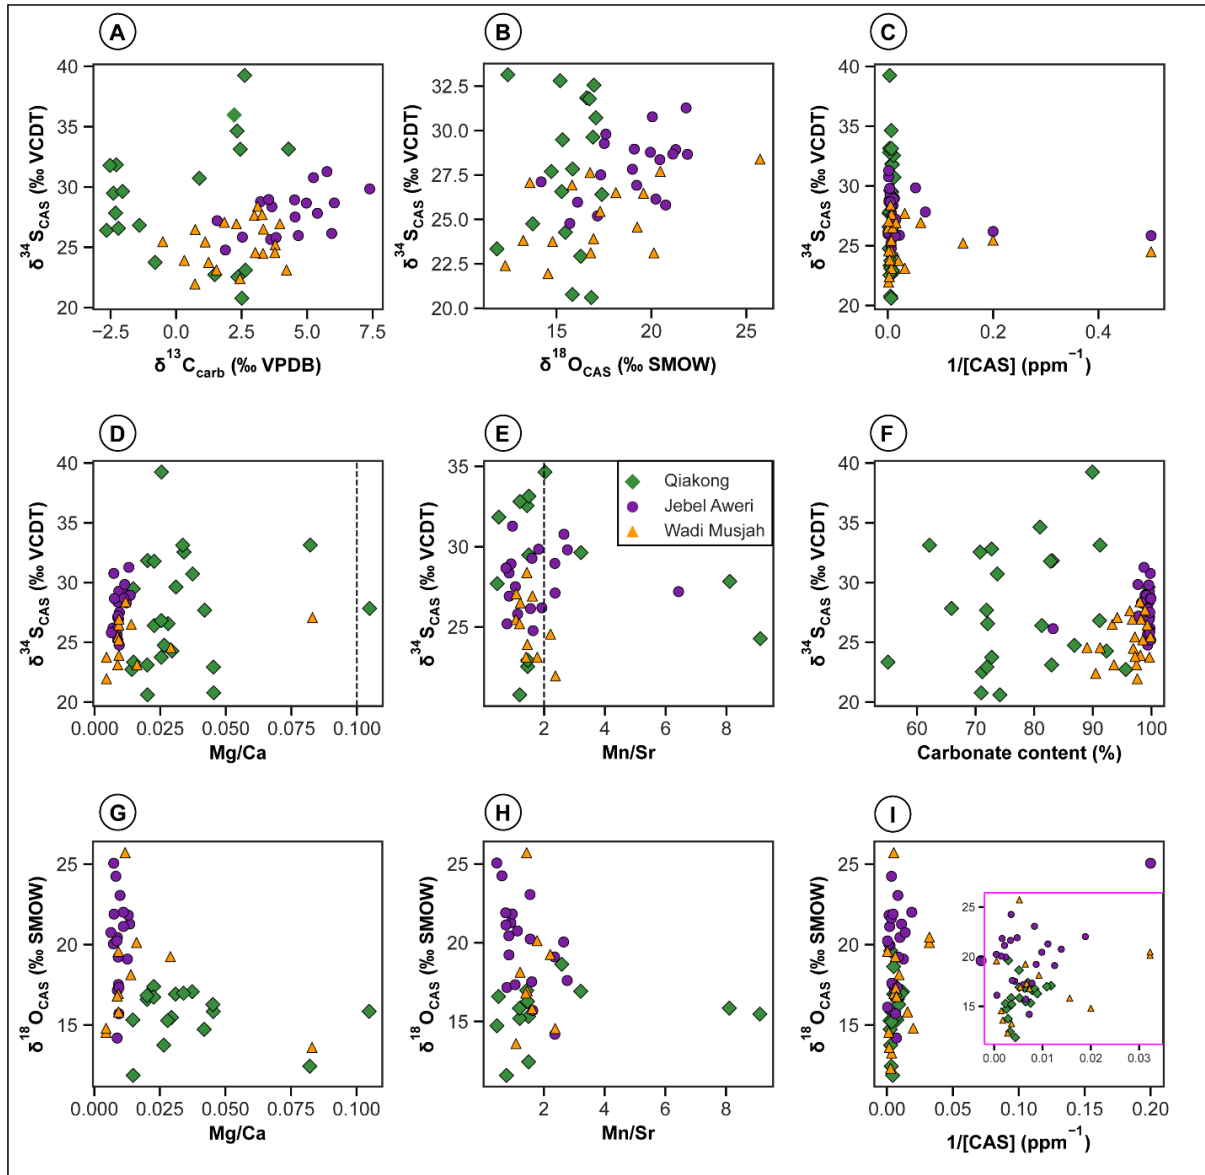 A
δ34SCAS (‰ VCDT)
40
35
30
25
20
−2.5 0.0 2.5 5.0 7.5
δ13Ccarb (‰ VPDB)
B
δ34SCAS (‰ VCDT)
32.5
30.0
27.5
25.0
22.5
20.0
15 20 25
δ18OCAS (‰ SMOW)
C
δ34SCAS (‰ VCDT)
40
35
30
25
20
0.0 0.2 0.4
1/[CAS] (ppm−1)
D
δ34SCAS (‰ VCDT)
40
35
30
25
20
0.000 0.025 0.050 0.075 0.100
Mg/Ca
E
δ34SCAS (‰ VCDT)
35
30
25
Qiakong
Jebel Aweri
Wadi Musjah
2 4 6 8
Mn/Sr
F
δ34SCAS (‰ VCDT)
40
35
30
25
20
60 70 80 90 100
Carbonate content (%)
G
δ18OCAS (‰ SMOW)
25
20
15
0.000 0.025 0.050 0.075 0.100
Mg/Ca
H
δ18OCAS (‰ SMOW)
25
20
15
2 4 6 8
Mn/Sr
I
δ18OCAS (‰ SMOW)
25
20
15
25
20
15
0.00 0.01 0.02 0.03
0.00 0.05 0.10 0.15 0.20
1/[CAS] (ppm−1)